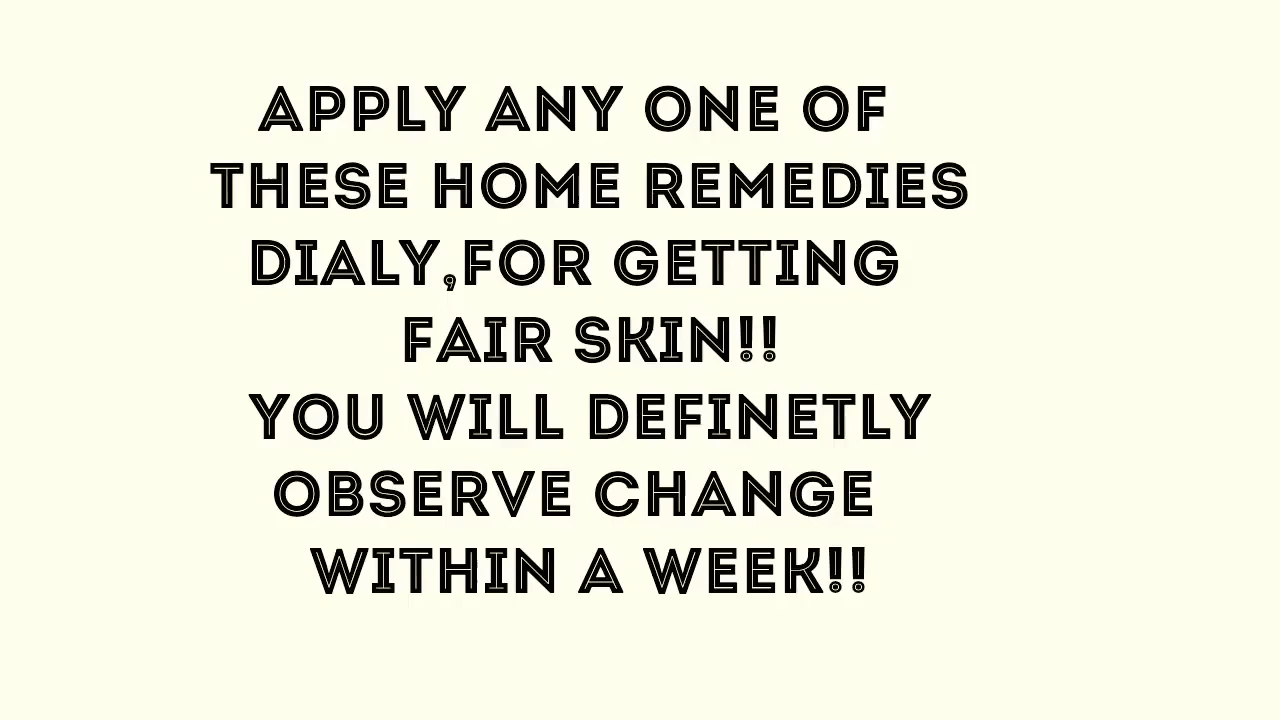 APPLY ANY ONE OF
THESE HOME REMEDIES
DIALY,FOR GETTING
FAIR SKIN!!
YOU WILL DEFINETLY
OBSERVE CHANGE
WITHIN A WEEK!!